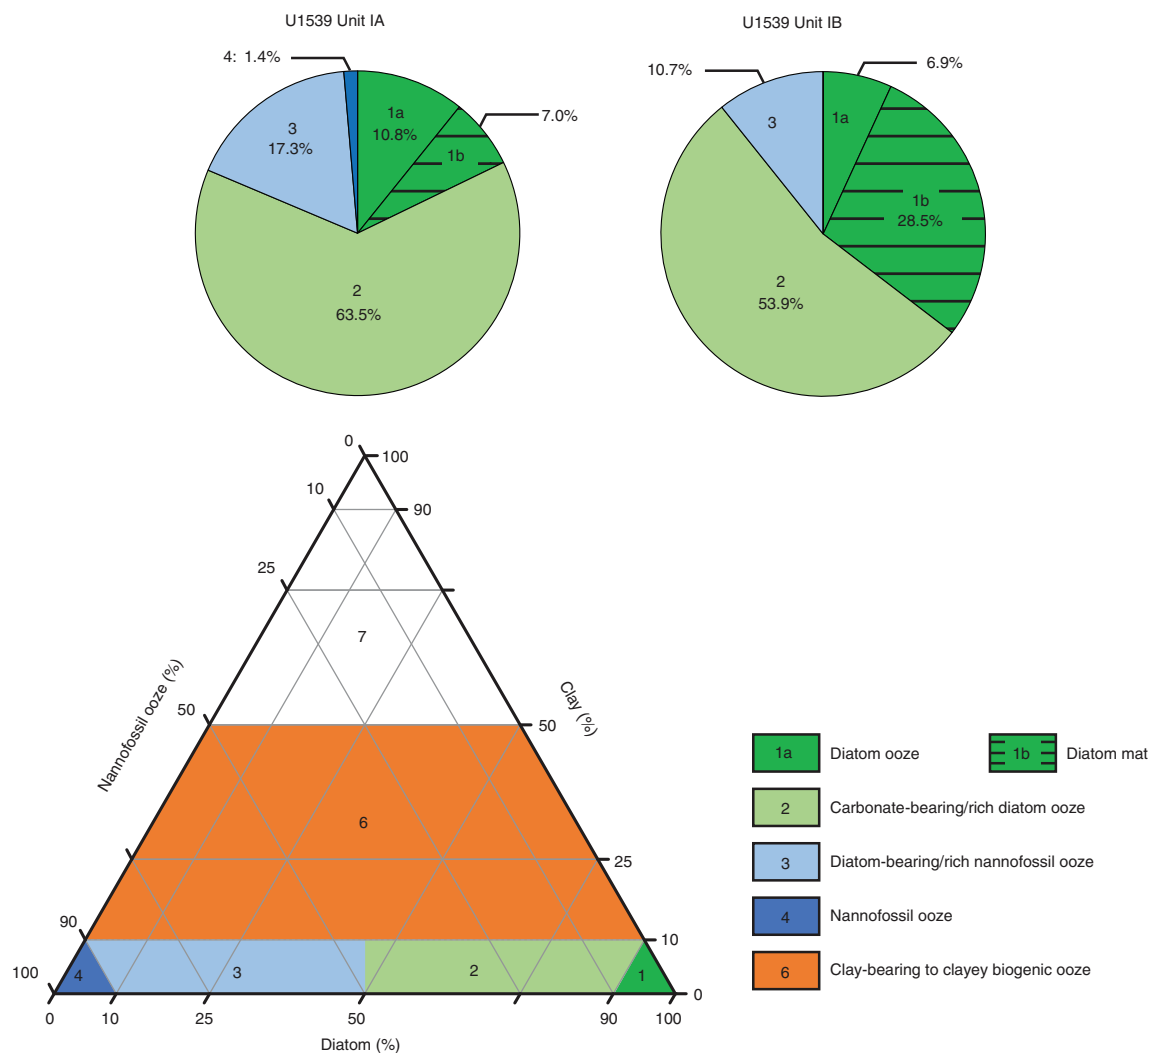 U1539 Unit IA
4: 1.4%
1a
10.8%
7.0%
1b
3
17.3%
2
63.5%
U1539 Unit IB
10.7%
6.9%
3
1a
1b
28.5%
2
53.9%
0
100
10
90
25
7
50
50
Nannofossil ooze (%)
Clay (%)
6
25
90
10
100
4
3
2
1
0
0
10
25
50
90
100
Diatom (%)
1a
Diatom ooze
1b
Diatom mat
2
Carbonate-bearing/rich diatom ooze
3
Diatom-bearing/rich nannofossil ooze
4
Nannofossil ooze
6
Clay-bearing to clayey biogenic ooze